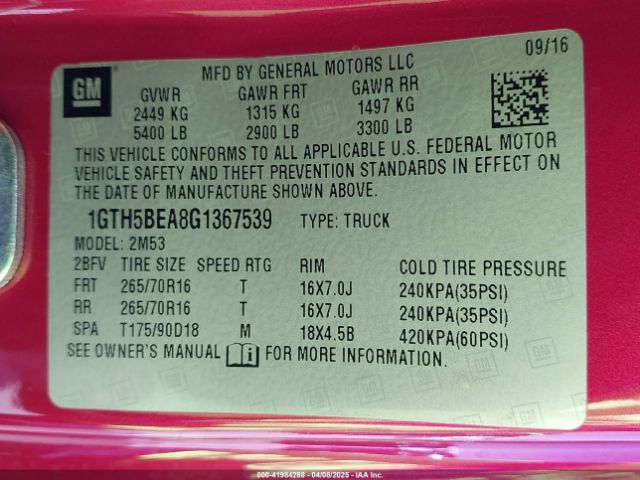 GM
MFD BY GENERAL MOTORS LLC
09/16
GVWR GAWR FRT GAWR RR
2449 KG 1315 KG 1497 KG
5400 LB 2900 LB 3300 LB
THIS VEHICLE CONFORMS TO ALL APPLICABLE U.S. FEDERAL MOTOR
VEHICLE SAFETY AND THEFT PREVENTION STANDARDS IN EFFECT ON
THE DATE OF MANUFACTURE SHOWN ABOVE.
1GTH5BEA8G1367539 TYPE: TRUCK
MODEL: 2M53
2BFV TIRE SIZE SPEED RTG RIM COLD TIRE PRESSURE
FRT 265/70R16 T 16X7.0J 240KPA(35PSI)
RR 265/70R16 T 16X7.0J 240KPA(35PSI)
SPA T175/90D18 M 18X4.5B 420KPA(60PSI)
SEE OWNER'S MANUAL i FOR MORE INFORMATION.
000-41984288 - 04/08/2025 - IAA Inc.